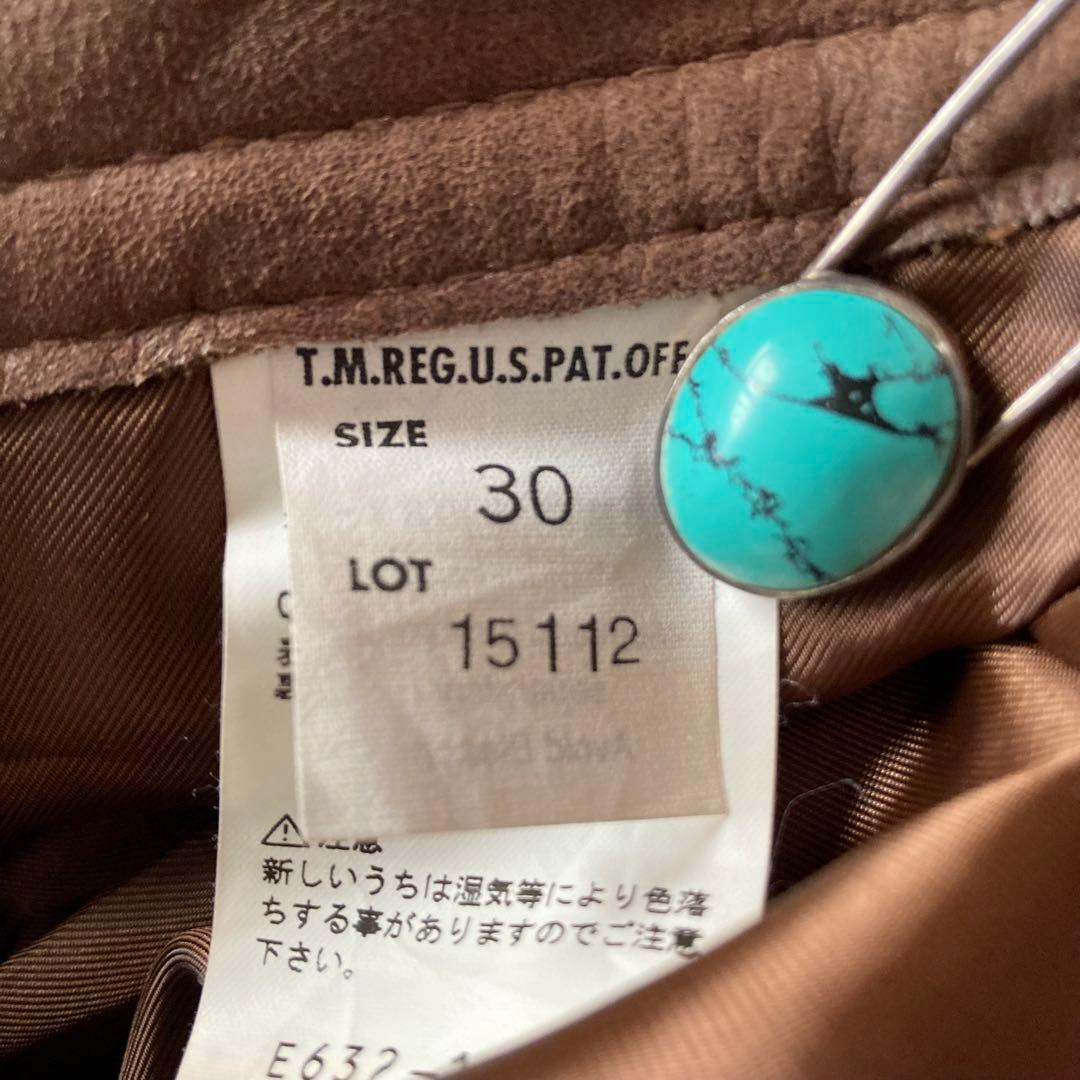 T.M.REG.U.S.PAT.OFF
SIZE
30
LOT
15112
注意
新しいうちは湿気等により色落
ちする事がありますのでご注意
下さい。
E632-